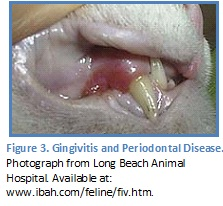 Figure 3. Gingivitis and Periodontal Disease.
Photograph from Long Beach Animal
Hospital. Available at:
www.ibah.com/feline/fiv.htm.